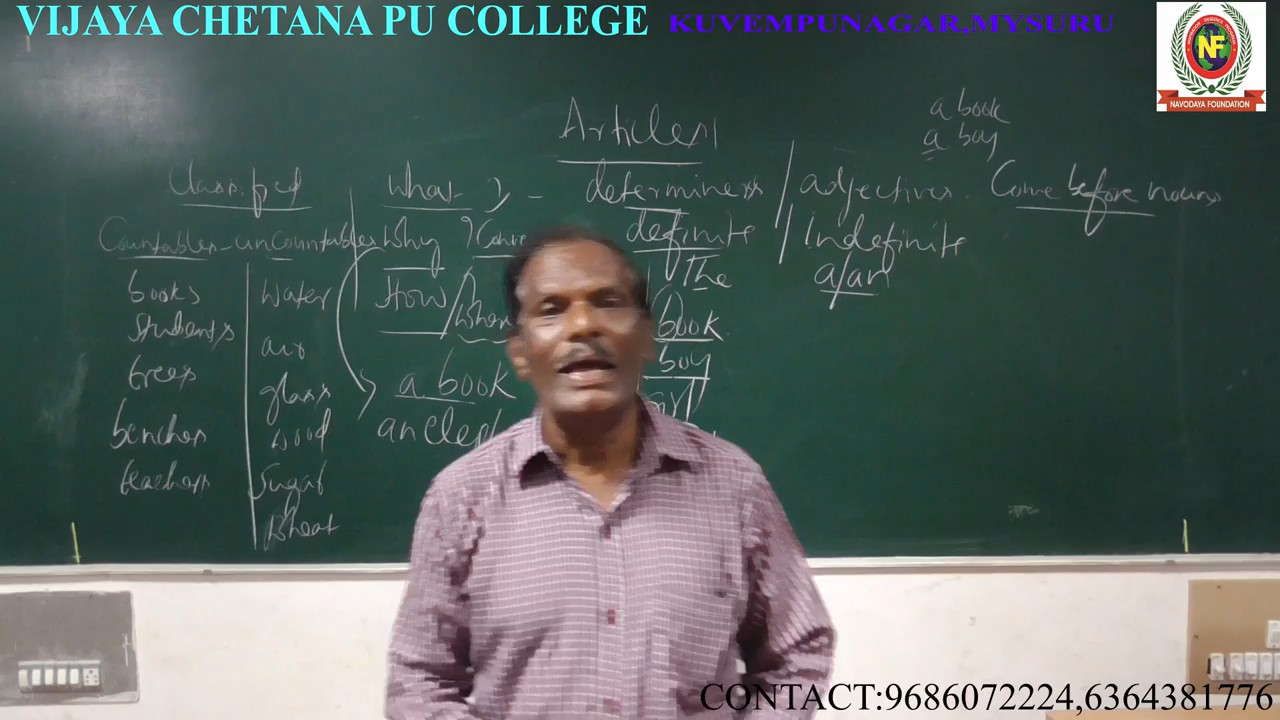 VIJAYA CHETANA PU COLLEGE KUVEMPUNAGAR,MYSURU
NF
NAVODAYA FOUNDATION
a book
a boy
Articles
Classified what ) - determiners / adjectives. Come before nouns
Countables - uncountables why ? definite / Indefinite
The a/an
books water How /
students air book
trees glass a book boy
benches wood an
teachers Sugar
wheat
CONTACT:9686072224,6364381776